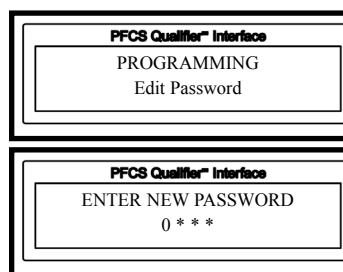 PFCS Qualifier™ Interface
PROGRAMMING
Edit Password
PFCS Qualifier™ Interface
ENTER NEW PASSWORD
0 * * *